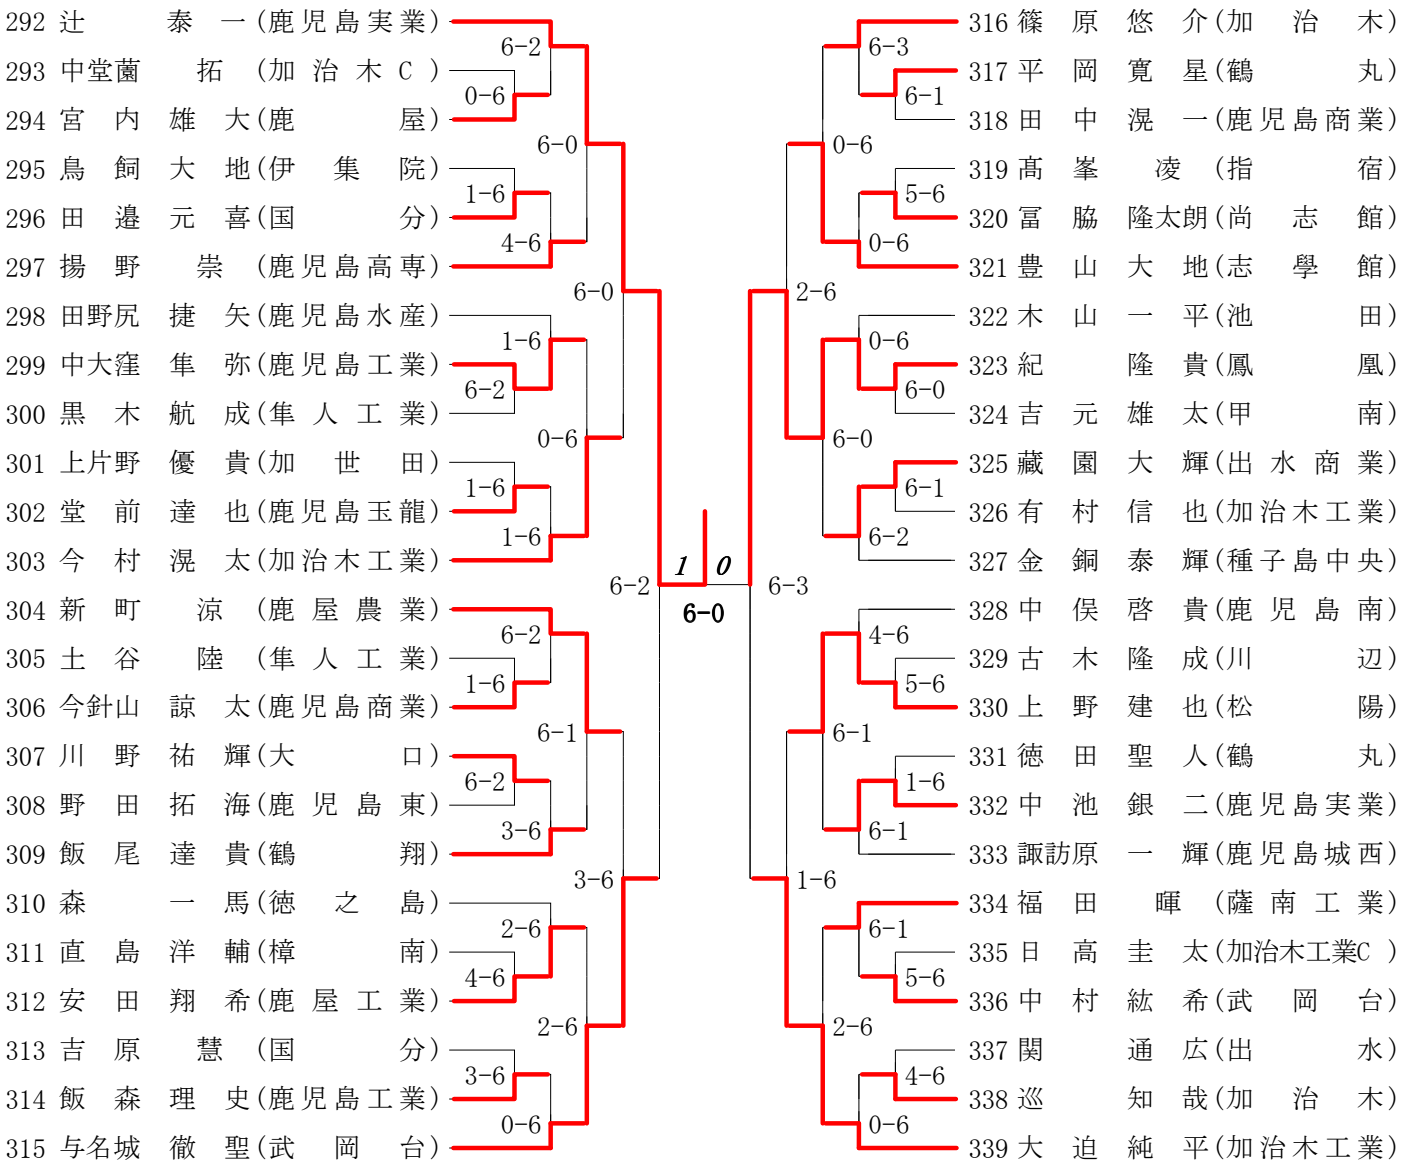 292 辻 泰 一 (鹿児島実業)
6-2
293 中堂薗 拓 (加 治 木 C )
0-6
294 宮 内 雄 大 (鹿 屋)
6-0
295 鳥 飼 大 地 (伊 集 院)
1-6
296 田 邉 元 喜 (国 分)
4-6
297 揚 野 崇 (鹿児島高専)
6-0
298 田野尻 捷 矢 (鹿児島水産)
1-6
299 中大窪 隼 弥 (鹿児島工業)
6-2
300 黒 木 航 成 (隼 人 工 業)
0-6
301 上片野 優 貴 (加 世 田)
1-6
302 堂 前 達 也 (鹿児島玉龍)
1-6
303 今 村 滉 太 (加治木工業)
6-2
304 新 町 涼 (鹿 屋 農 業)
6-2
305 土 谷 陸 (隼 人 工 業)
1-6
306 今針山 諒 太 (鹿児島商業)
6-1
307 川 野 祐 輝 (大 口)
6-2
308 野 田 拓 海 (鹿 児 島 東)
3-6
309 飯 尾 達 貴 (鶴 翔)
3-6
310 森 一 馬 (徳 之 島)
2-6
311 直 島 洋 輔 (樟 南)
4-6
312 安 田 翔 希 (鹿 屋 工 業)
2-6
313 吉 原 慧 (国 分)
3-6
314 飯 森 理 史 (鹿児島工業)
0-6
315 与名城 徹 聖 (武 岡 台)
1 0
6-0
316 篠 原 悠 介 (加 治 木)
6-3
317 平 岡 寛 星 (鶴 丸)
6-1
318 田 中 滉 一 (鹿児島商業)
0-6
319 髙 峯 凌 (指 宿)
5-6
320 冨 脇 隆太朗 (尚 志 館)
0-6
321 豊 山 大 地 (志 學 館)
2-6
322 木 山 一 平 (池 田)
0-6
323 紀 隆 貴 (鳳 凰)
6-0
324 吉 元 雄 太 (甲 南)
6-0
325 藏 園 大 輝 (出 水 商 業)
6-1
326 有 村 信 也 (加治木工業)
6-2
327 金 銅 泰 輝 (種子島中央)
6-3
328 中 俣 啓 貴 (鹿 児 島 南)
4-6
329 古 木 隆 成 (川 辺)
5-6
330 上 野 建 也 (松 陽)
6-1
331 徳 田 聖 人 (鶴 丸)
1-6
332 中 池 銀 二 (鹿児島実業)
6-1
333 諏訪原 一 輝 (鹿児島城西)
1-6
334 福 田 暉 (薩 南 工 業)
6-1
335 日 高 圭 太 (加治木工業C )
5-6
336 中 村 紘 希 (武 岡 台)
2-6
337 関 通 広 (出 水)
4-6
338 巡 知 哉 (加 治 木)
0-6
339 大 迫 純 平 (加治木工業)